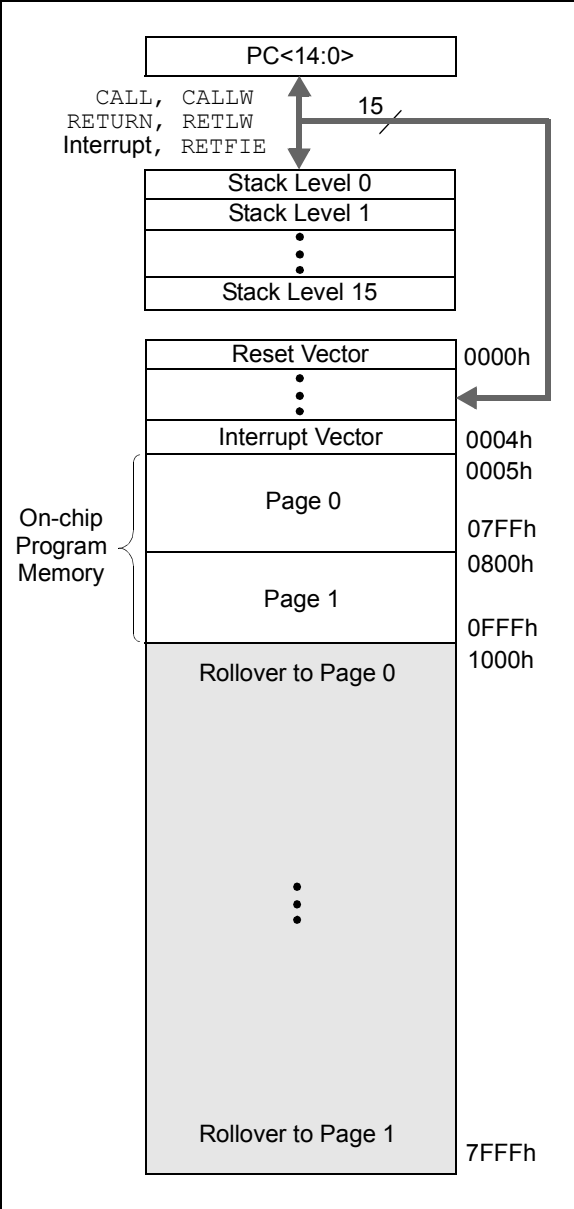 PC<14:0>
CALL, CALLW
RETURN, RETLW
Interrupt, RETFIE
15
Stack Level 0
Stack Level 1
Stack Level 15
Reset Vector
0000h
Interrupt Vector
0004h
0005h
Page 0
07FFh
On-chip
Program
Memory
0800h
Page 1
0FFFh
1000h
Rollover to Page 0
Rollover to Page 1
7FFFh